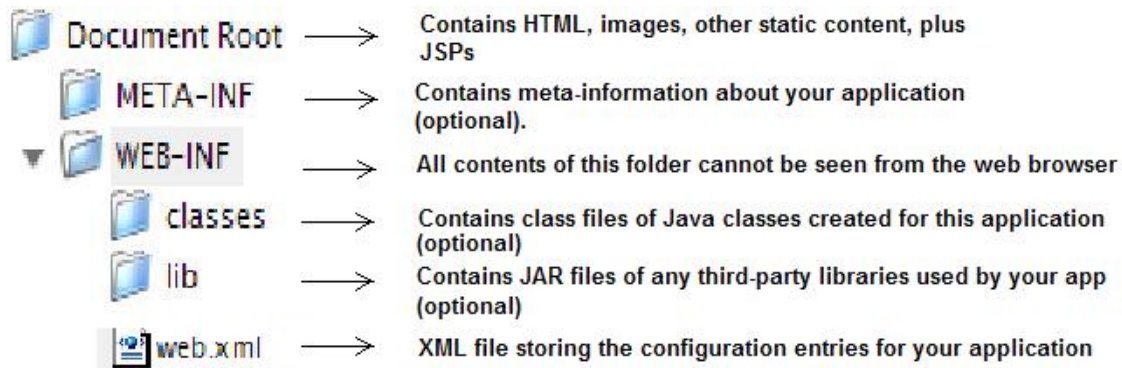 Document Root
Contains HTML, images, other static content, plus
JSPs
META-INF
Contains meta-information about your application
(optional).
WEB-INF
All contents of this folder cannot be seen from the web browser
classes
Contains class files of Java classes created for this application
(optional)
lib
Contains JAR files of any third-party libraries used by your app
(optional)
web.xml
XML file storing the configuration entries for your application